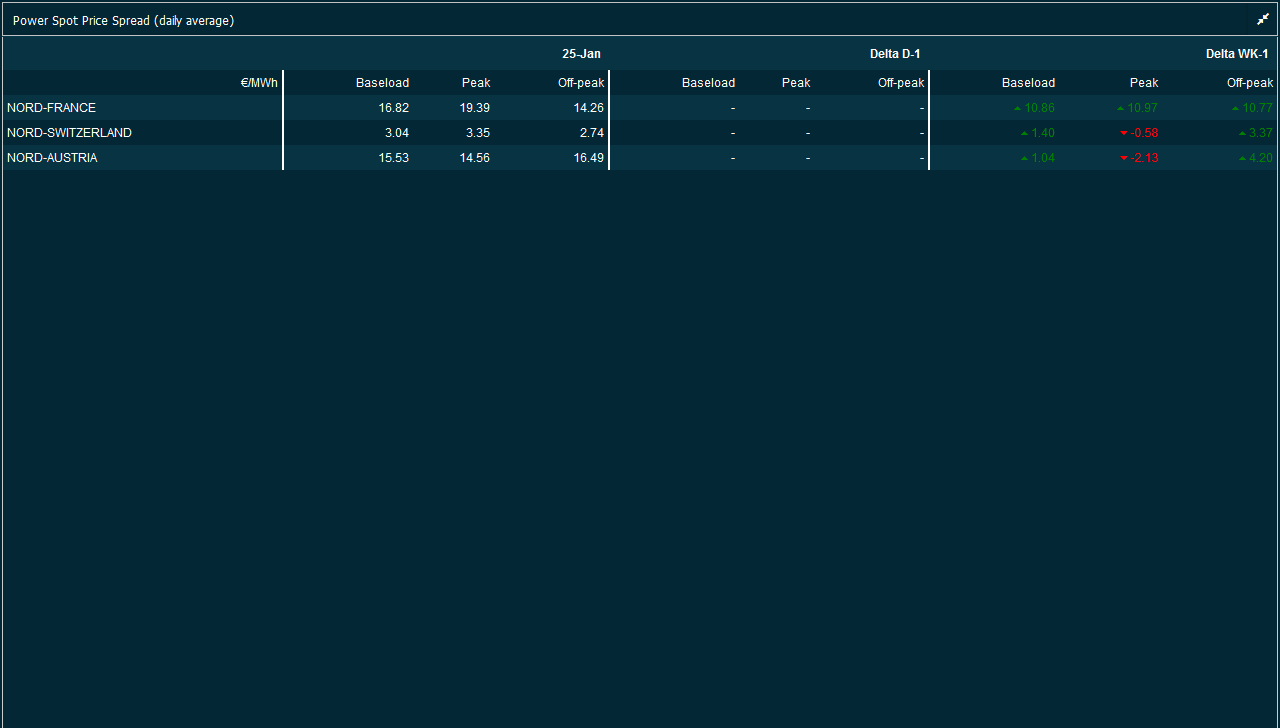 Power Spot Price Spread (daily average)
25-Jan Delta D-1 Delta WK-1
€/MWh Baseload Peak Off-peak Baseload Peak Off-peak Baseload Peak Off-peak
NORD-FRANCE 16.82 19.39 14.26 - - - 10.86 10.97 10.77
NORD-SWITZERLAND 3.04 3.35 2.74 - - - 1.40 -0.58 3.37
NORD-AUSTRIA 15.53 14.56 16.49 - - - 1.04 -2.13 4.20